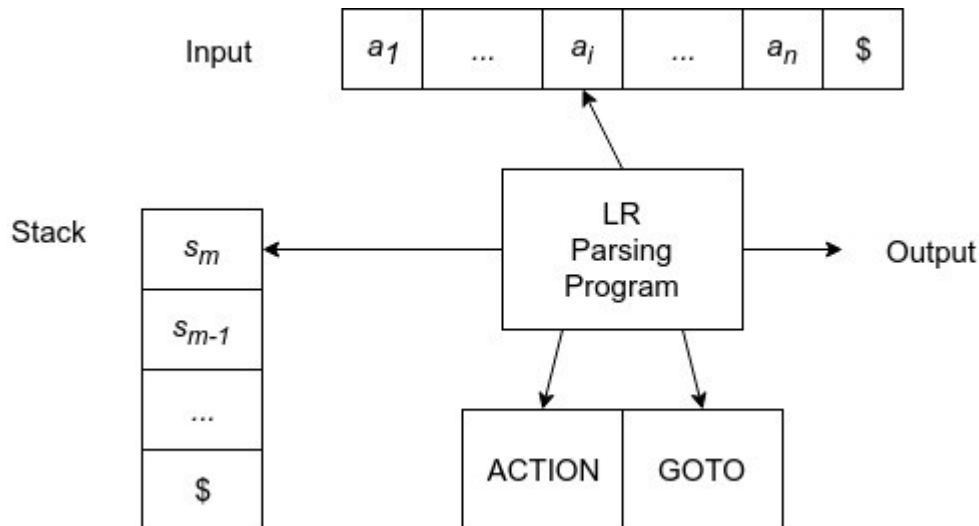 Input a1 ... ai ... an $
LR
Parsing
Program
Stack
sm
sm-1
...
$
Output
ACTION GOTO